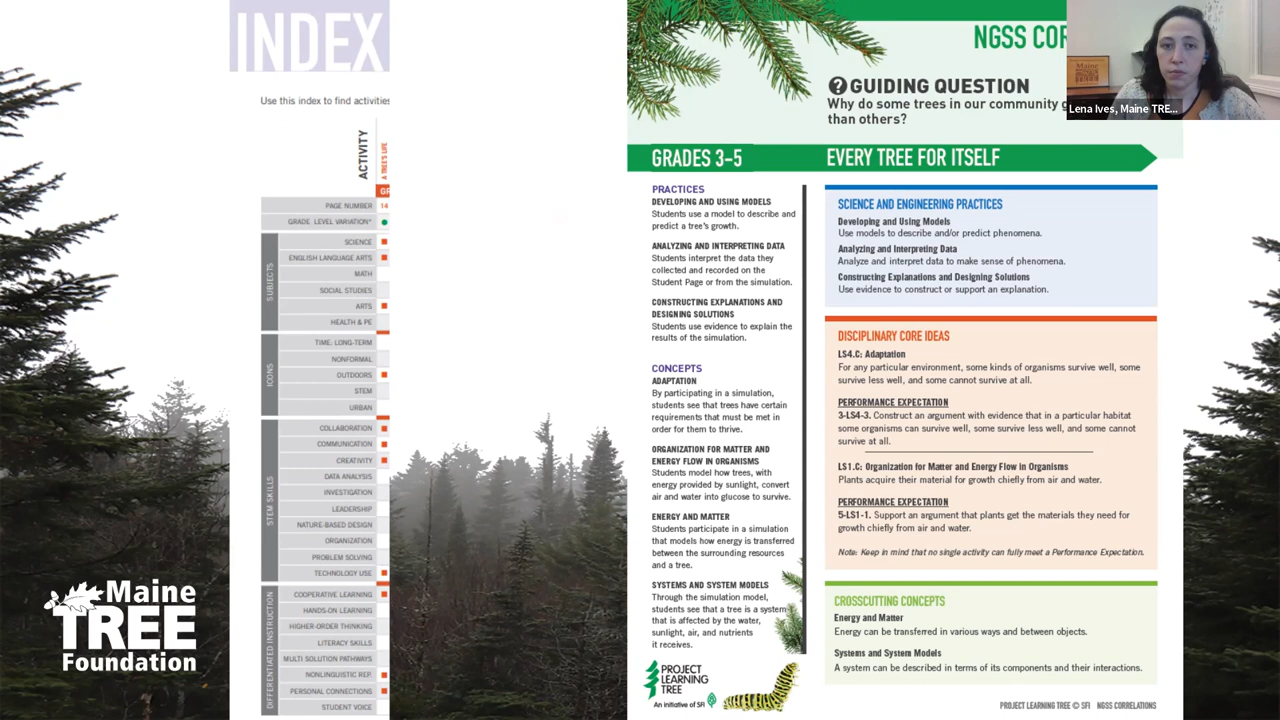 INDEX
Use this index to find activities
ACTIVITY
A TREE'S LIFE
GR
PAGE NUMBER 14
GRADE LEVEL VARIATION*
SUBJECTS
SCIENCE
ENGLISH LANGUAGE ARTS
MATH
SOCIAL STUDIES
ARTS
HEALTH & PE
ICONS
TIME: LONG-TERM
NONFORMAL
OUTDOORS
STEM
URBAN
STEM SKILLS
COLLABORATION
COMMUNICATION
CREATIVITY
DATA ANALYSIS
INVESTIGATION
LEADERSHIP
NATURE-BASED DESIGN
ORGANIZATION
PROBLEM SOLVING
TECHNOLOGY USE
DIFFERENTIATED INSTRUCTION
COOPERATIVE LEARNING
HANDS-ON LEARNING
HIGHER-ORDER THINKING
LITERACY SKILLS
MULTI SOLUTION PATHWAYS
NONLINGUISTIC REP.
PERSONAL CONNECTIONS
STUDENT VOICE
Maine
TREE
Foundation
NGSS COR
? GUIDING QUESTION
Why do some trees in our community g
than others?
GRADES 3–5
EVERY TREE FOR ITSELF
PRACTICES
DEVELOPING AND USING MODELS
Students use a model to describe and
predict a tree's growth.
ANALYZING AND INTERPRETING DATA
Students interpret the data they
collected and recorded on the
Student Page or from the simulation.
CONSTRUCTING EXPLANATIONS AND
DESIGNING SOLUTIONS
Students use evidence to explain the
results of the simulation.
CONCEPTS
ADAPTATION
By participating in a simulation,
students see that trees have certain
requirements that must be met in
order for them to thrive.
ORGANIZATION FOR MATTER AND
ENERGY FLOW IN ORGANISMS
Students model how trees, with
energy provided by sunlight, convert
air and water into glucose to survive.
ENERGY AND MATTER
Students participate in a simulation
that models how energy is transferred
between the surrounding resources
and a tree.
SYSTEMS AND SYSTEM MODELS
Through the simulation model,
students see that a tree is a system
that is affected by the water,
sunlight, air, and nutrients
it receives.
PROJECT
LEARNING
TREE
An initiative of SFI
SCIENCE AND ENGINEERING PRACTICES
Developing and Using Models
Use models to describe and/or predict phenomena.
Analyzing and Interpreting Data
Analyze and interpret data to make sense of phenomena.
Constructing Explanations and Designing Solutions
Use evidence to construct or support an explanation.
DISCIPLINARY CORE IDEAS
LS4.C: Adaptation
For any particular environment, some kinds of organisms survive well, some
survive less well, and some cannot survive at all.
PERFORMANCE EXPECTATION
3-LS4-3. Construct an argument with evidence that in a particular habitat
some organisms can survive well, some survive less well, and some cannot
survive at all.
LS1.C: Organization for Matter and Energy Flow in Organisms
Plants acquire their material for growth chiefly from air and water.
PERFORMANCE EXPECTATION
5-LS1-1. Support an argument that plants get the materials they need for
growth chiefly from air and water.
Note: Keep in mind that no single activity can fully meet a Performance Expectation.
CROSSCUTTING CONCEPTS
Energy and Matter
Energy can be transferred in various ways and between objects.
Systems and System Models
A system can be described in terms of its components and their interactions.
PROJECT LEARNING TREE © SFI NGSS CORRELATIONS
Maine
Lena Ives, Maine TRE...